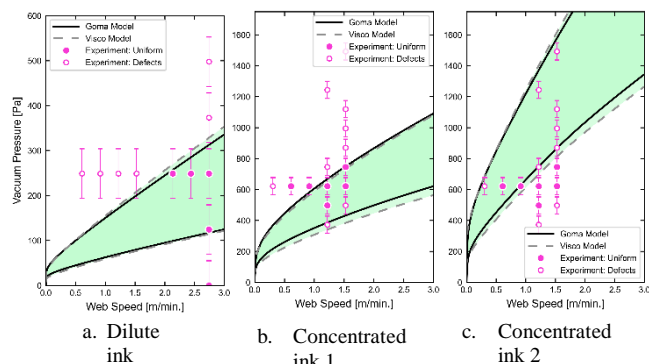 600
500
400
300
200
100
0
Vacuum Pressure [Pa]
0.0 0.5 1.0 1.5 2.0 2.5 3.0
Web Speed [m/min.]
Goma Model
Visco Model
Experiment: Uniform
Experiment: Defects
a. Dilute
ink
1600
1400
1200
1000
800
600
400
200
0
0.0 0.5 1.0 1.5 2.0 2.5 3.0
Web Speed [m/min.]
Goma Model
Visco Model
Experiment: Uniform
Experiment: Defects
b. Concentrated
ink 1
1600
1400
1200
1000
800
600
400
200
0
0.0 0.5 1.0 1.5 2.0 2.5 3.0
Web Speed [m/min.]
Goma Model
Visco Model
Experiment: Uniform
Experiment: Defects
c. Concentrated
ink 2